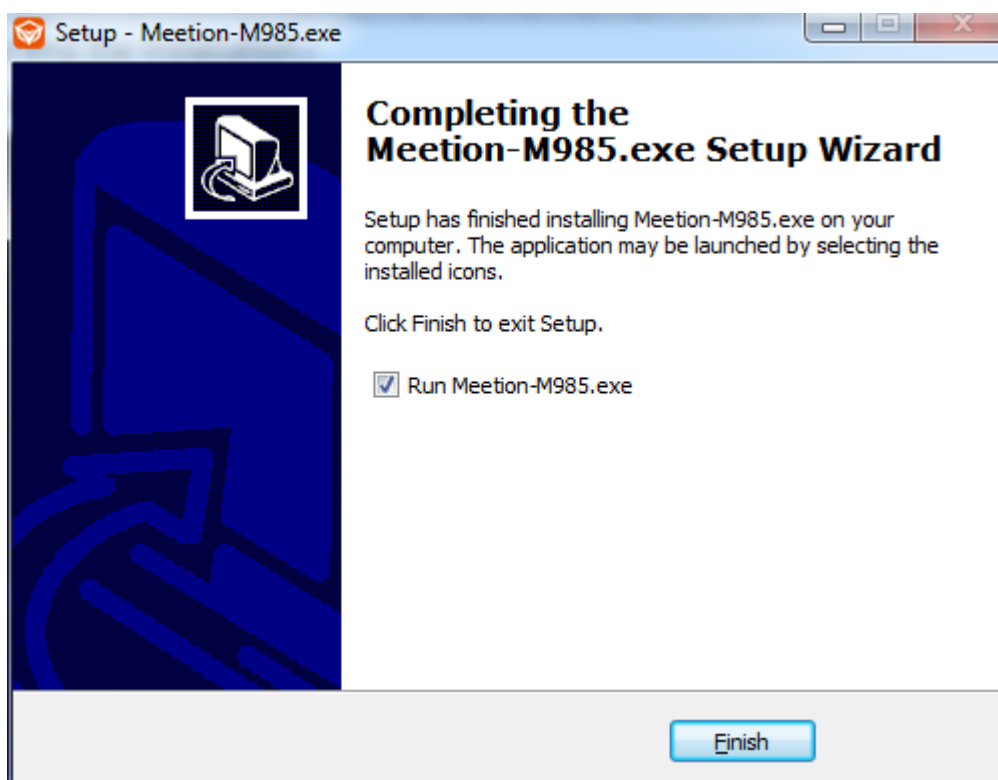 Setup - Meetion-M985.exe
Completing the
Meetion-M985.exe Setup Wizard
Setup has finished installing Meetion-M985.exe on your
computer. The application may be launched by selecting the
installed icons.
Click Finish to exit Setup.
Run Meetion-M985.exe
Finish